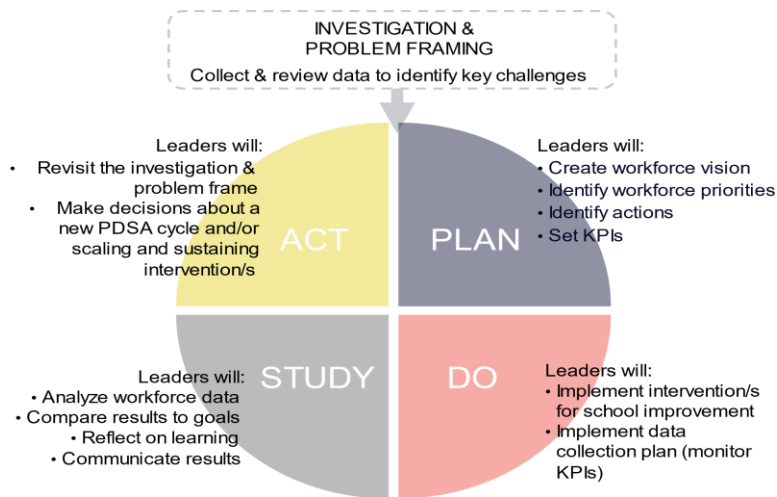 INVESTIGATION &
PROBLEM FRAMING
Collect & review data to identify key challenges
Leaders will:
• Revisit the investigation &
problem frame
• Make decisions about a
new PDSA cycle and/or
scaling and sustaining
intervention/s
ACT
PLAN
Leaders will:
• Create workforce vision
• Identify workforce priorities
• Identify actions
• Set KPIs
Leaders will:
• Analyze workforce data
• Compare results to goals
• Reflect on learning
• Communicate results
STUDY
DO
Leaders will:
• Implement intervention/s
for school improvement
• Implement data
collection plan (monitor
KPIs)